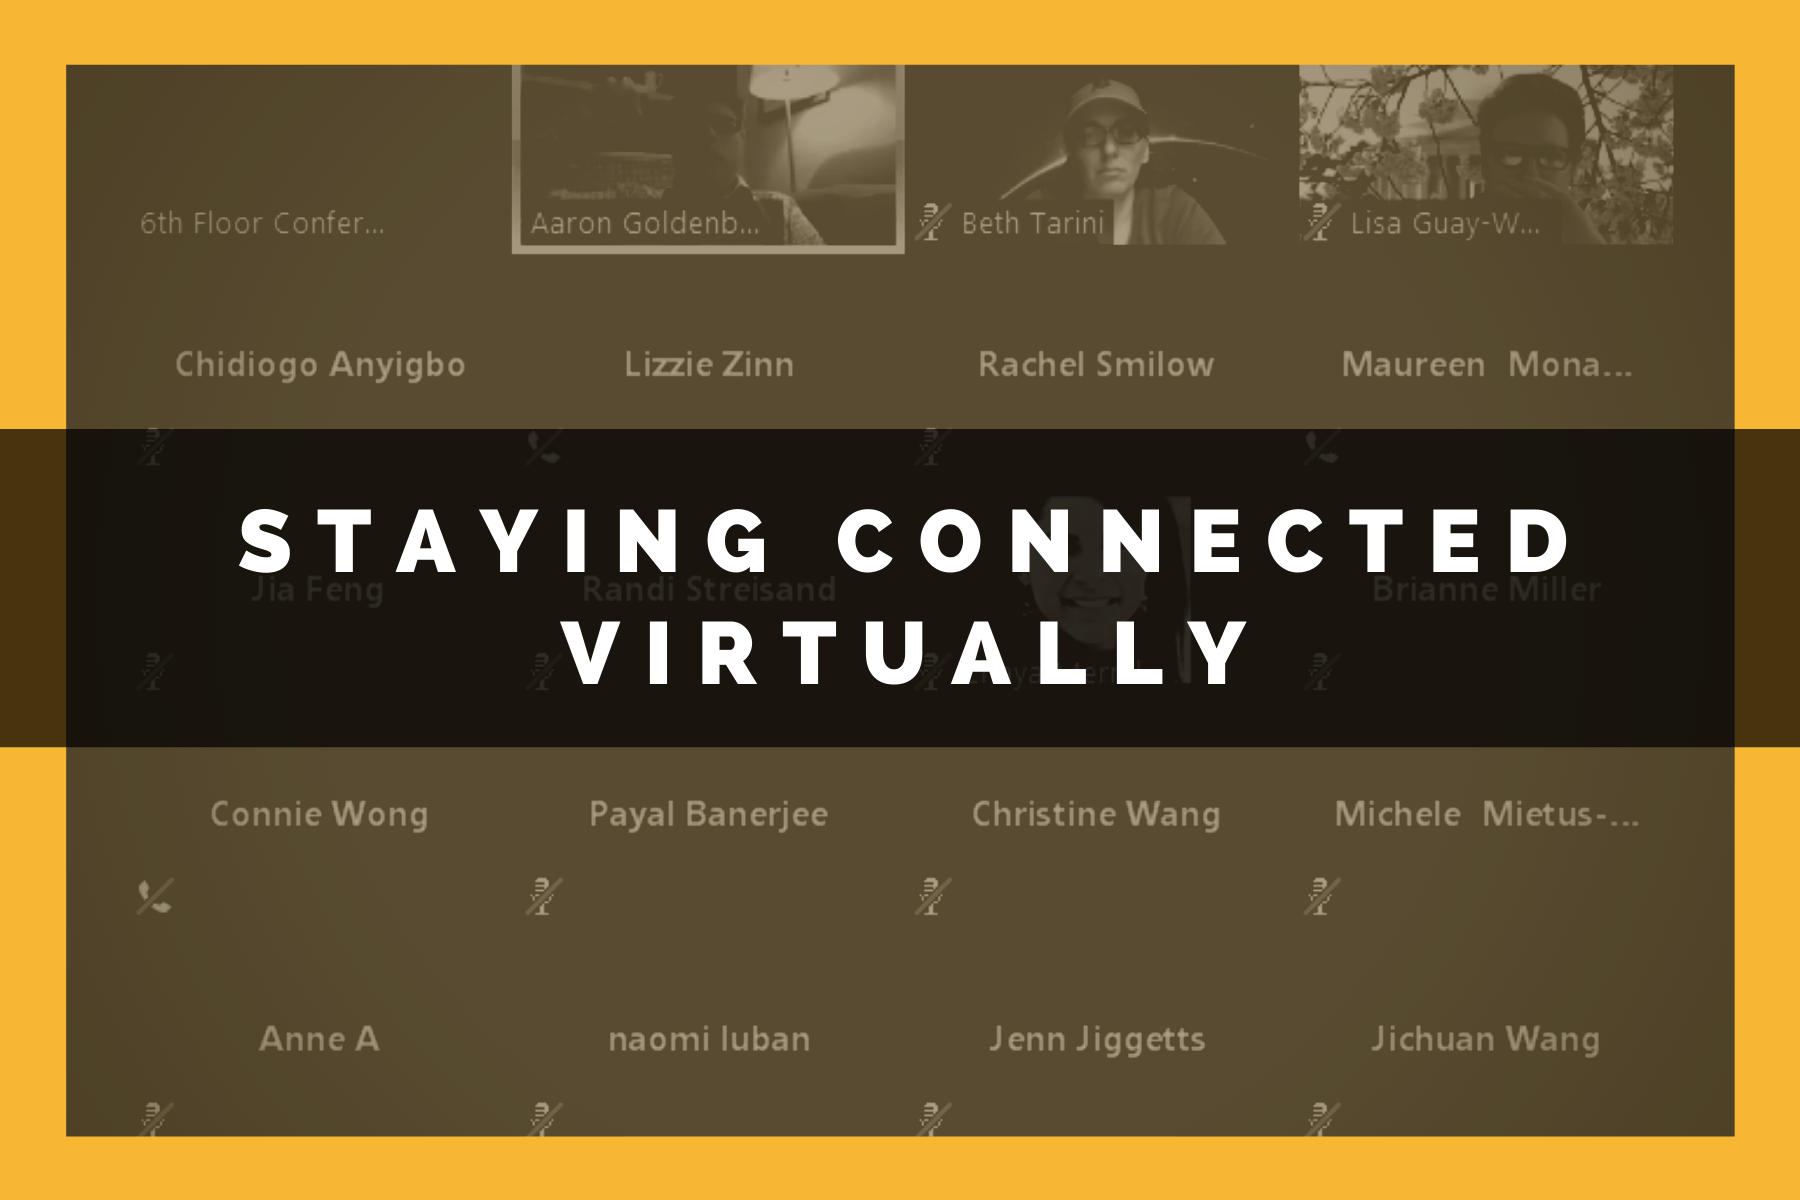 6th Floor Confer...
Aaron Goldenb...
Beth Tarini
Lisa Guay-W...
Chidiogo Anyigbo
Lizzie Zinn
Rachel Smilow
Maureen Mona...
STAYING CONNECTED
Jia Feng
Randi Streisand
Brianne Miller
VIRTUALLY
Connie Wong
Payal Banerjee
Christine Wang
Michele Mietus-...
Anne A
naomi luban
Jenn Jiggetts
Jichuan Wang